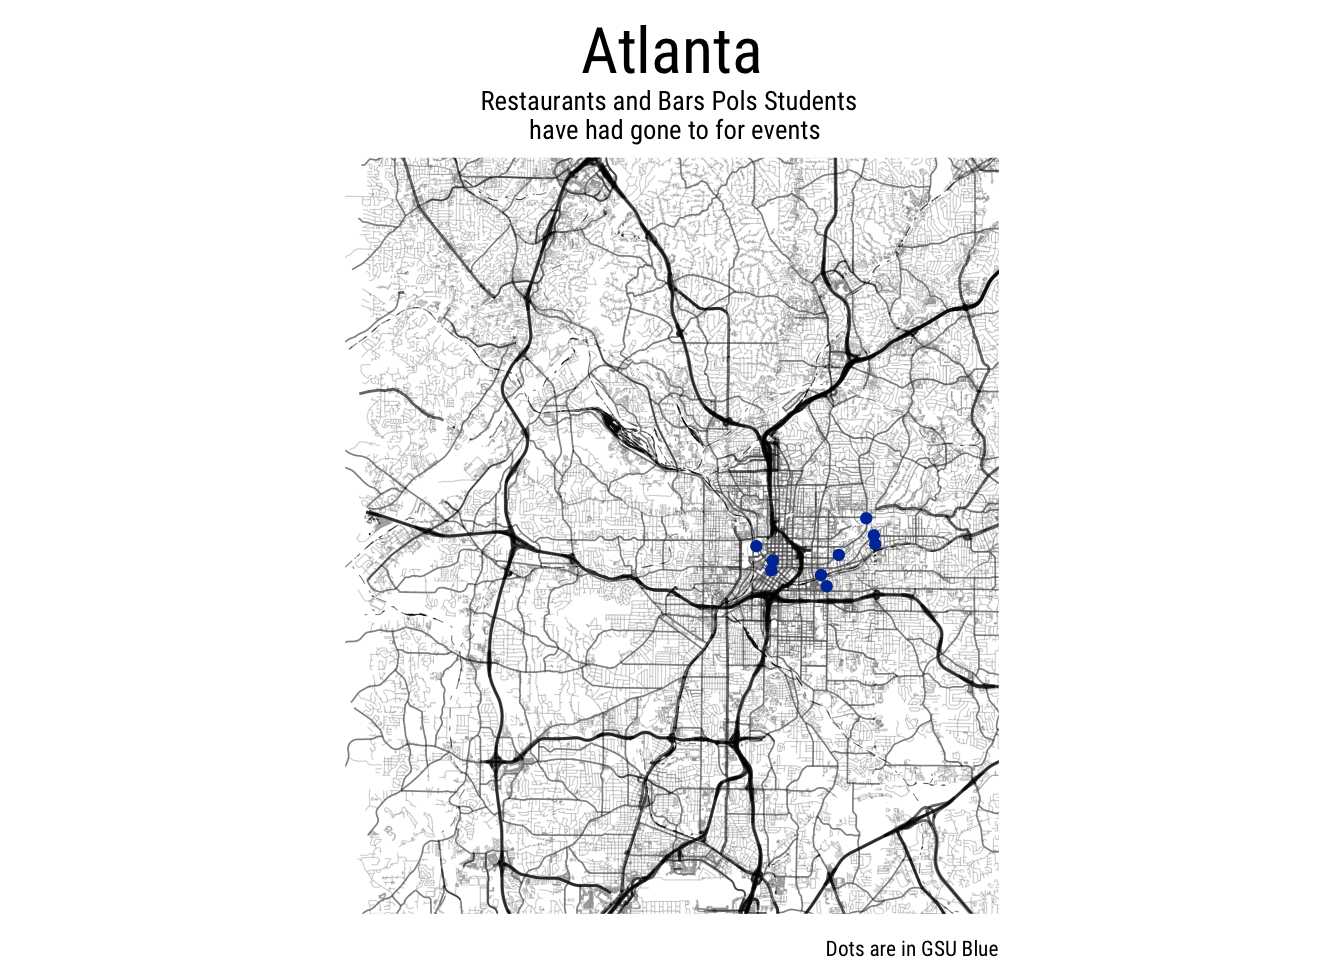 Atlanta
Restaurants and Bars Pols Students
have had gone to for events
Dots are in GSU Blue